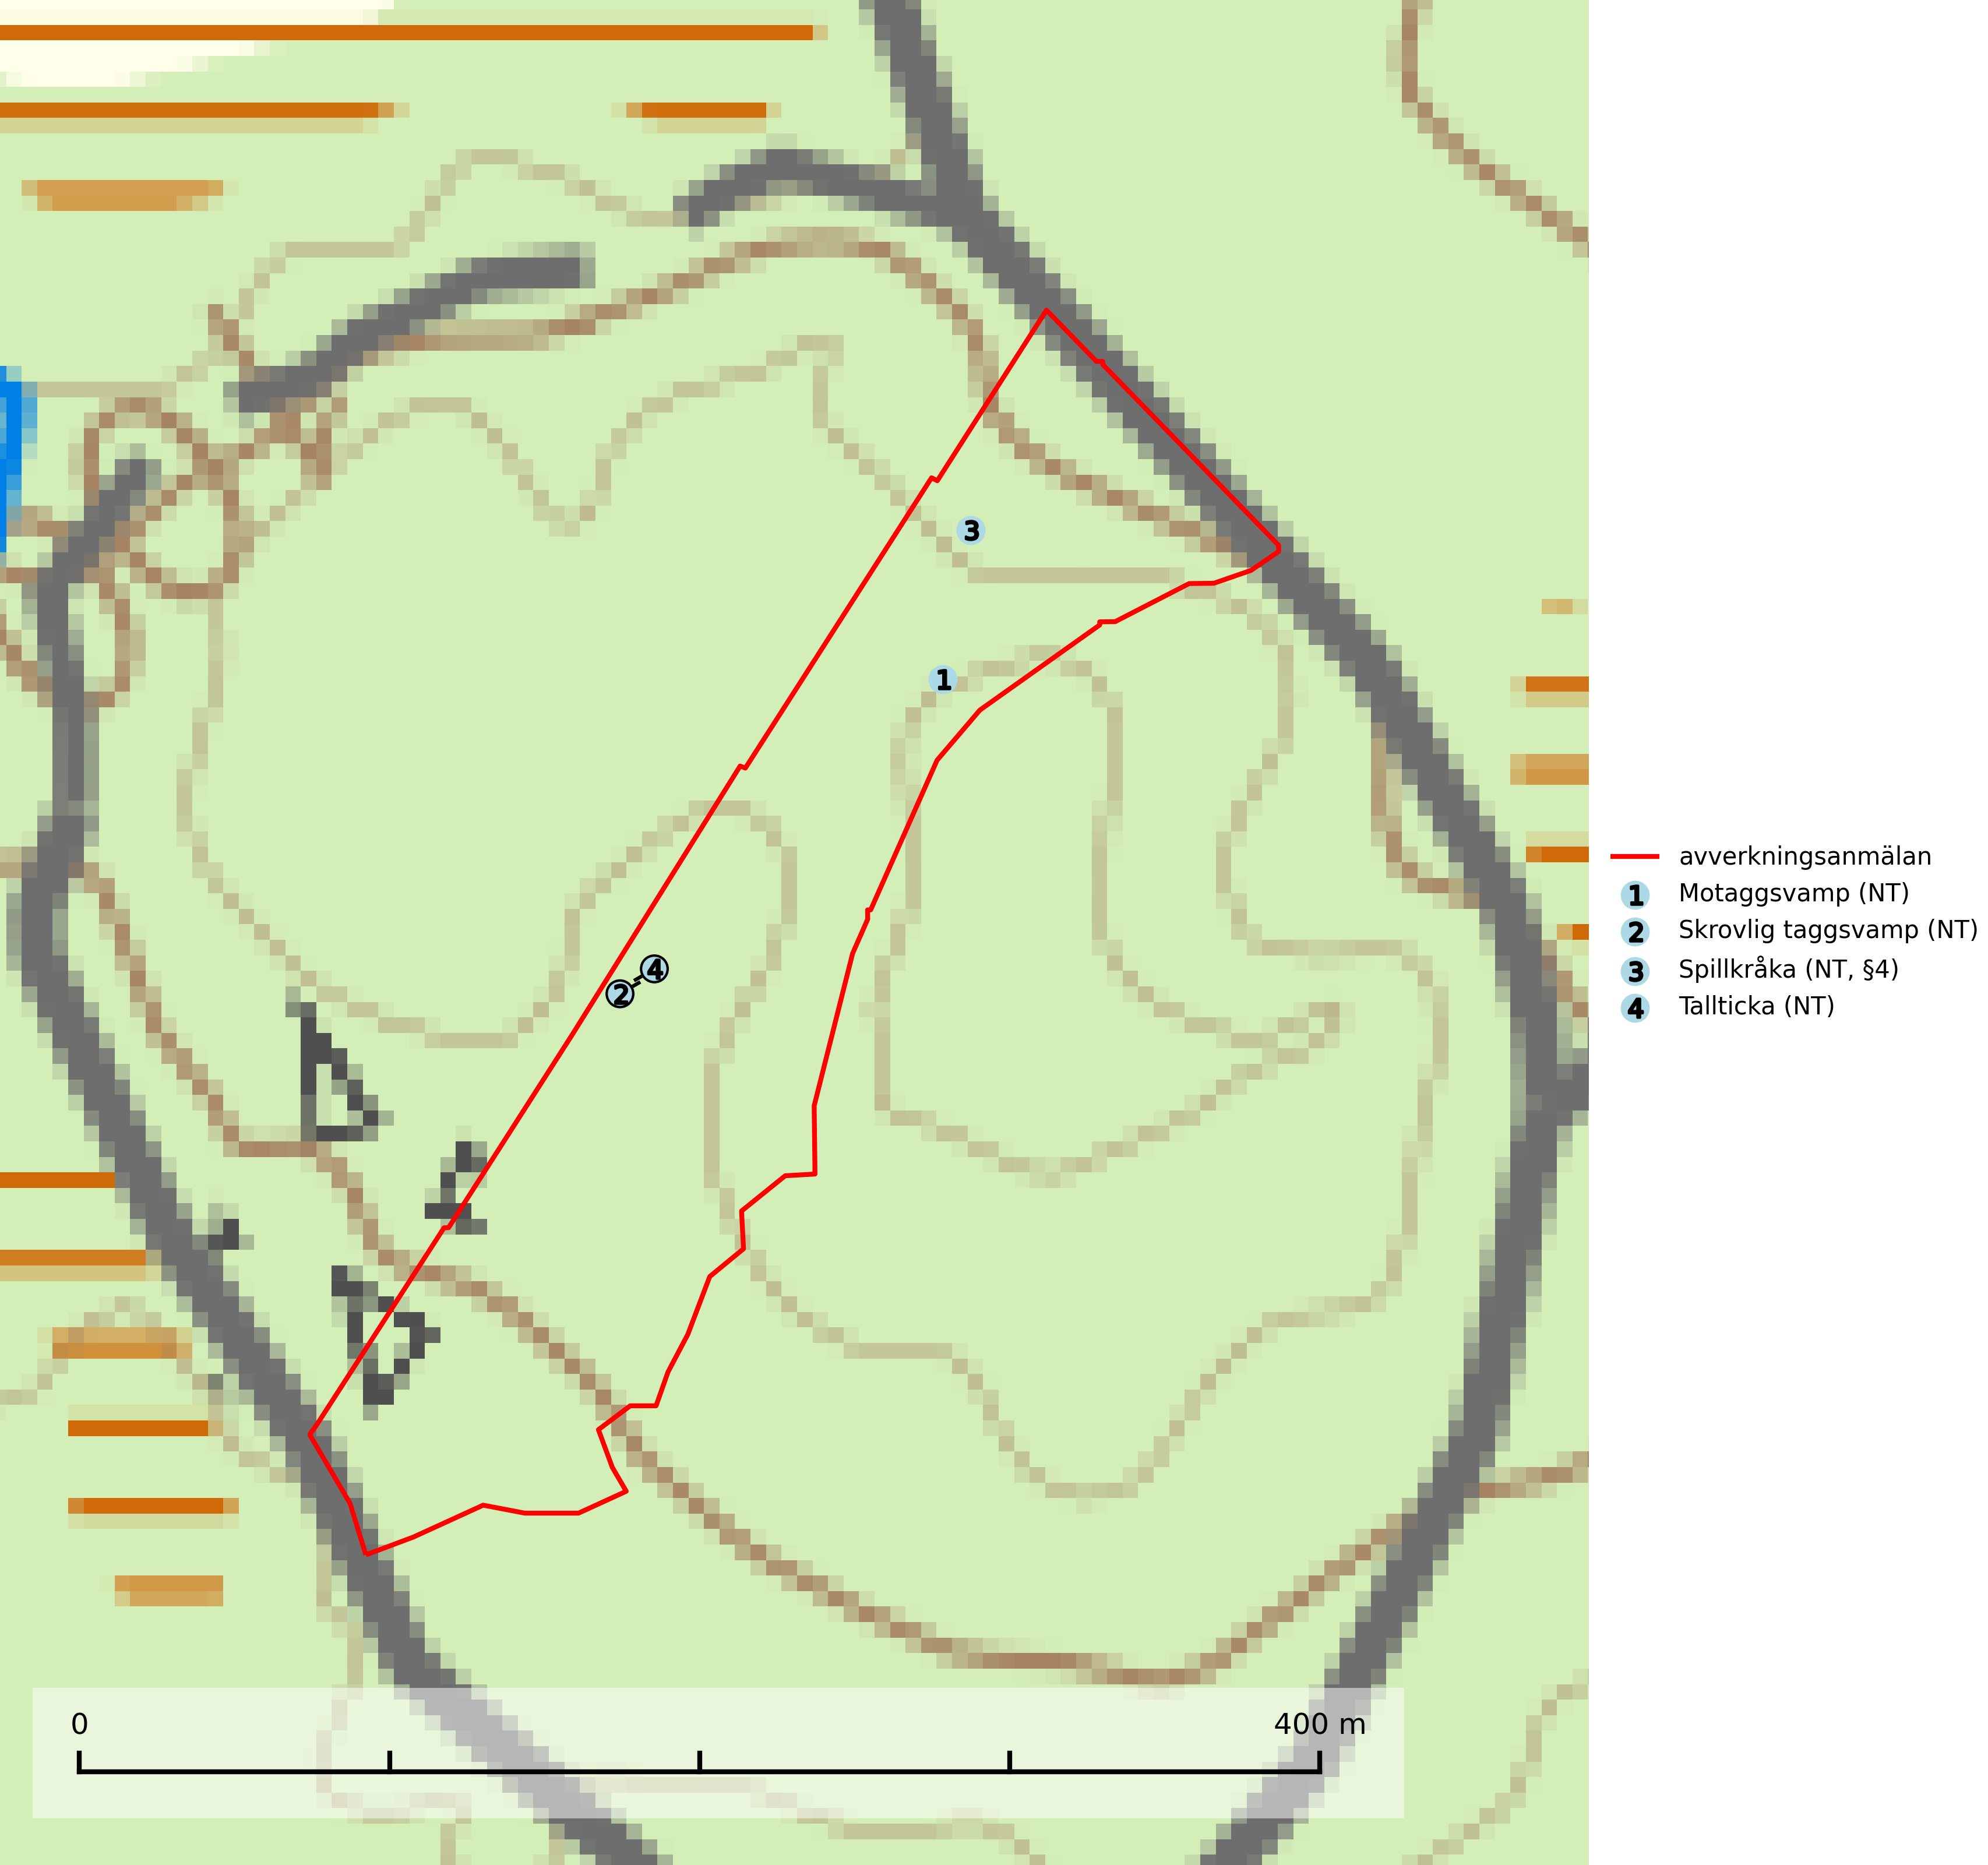 3
1
4
2
avverkningsanmälan
1 Motaggsvamp (NT)
2 Skrovlig taggsvamp (NT)
3 Spillkråka (NT, §4)
4 Tallticka (NT)
0 400 m